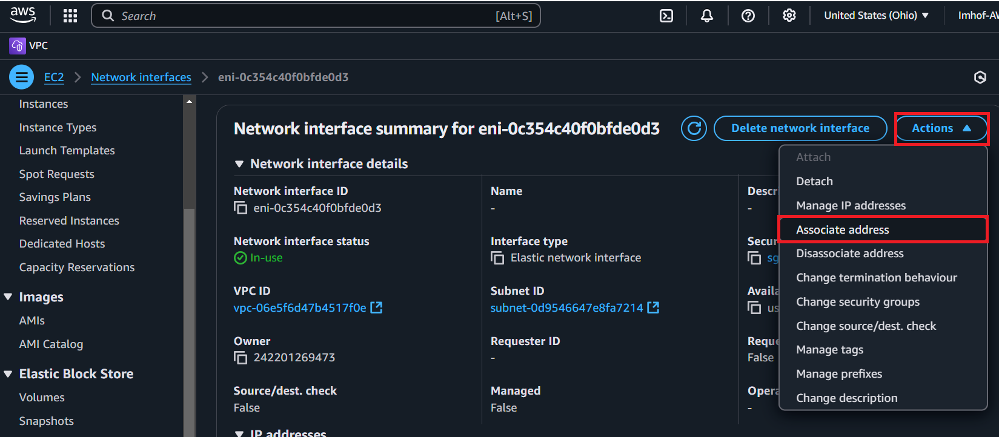 aws
Search [Alt+S]
United States (Ohio)
Imhof-AW
VPC
EC2 > Network interfaces > eni-0c354c40f0bfde0d3
Instances
Instance Types
Launch Templates
Spot Requests
Savings Plans
Reserved Instances
Dedicated Hosts
Capacity Reservations
Images
AMIs
AMI Catalog
Elastic Block Store
Volumes
Snapshots
Network interface summary for eni-0c354c40f0bfde0d3
Delete network interface
Actions
Network interface details
Network interface ID
eni-0c354c40f0bfde0d3
Name
-
Descr
-
Network interface status
In-use
Interface type
Elastic network interface
Secur
sg
VPC ID
vpc-06e5f6d47b4517f0e
Subnet ID
subnet-0d9546647e8fa7214
Availa
us
Owner
242201269473
Requester ID
-
Reque
False
Source/dest. check
False
Managed
False
Opera
-
IP addresses
Attach
Detach
Manage IP addresses
Associate address
Disassociate address
Change termination behaviour
Change security groups
Change source/dest. check
Manage tags
Manage prefixes
Change description